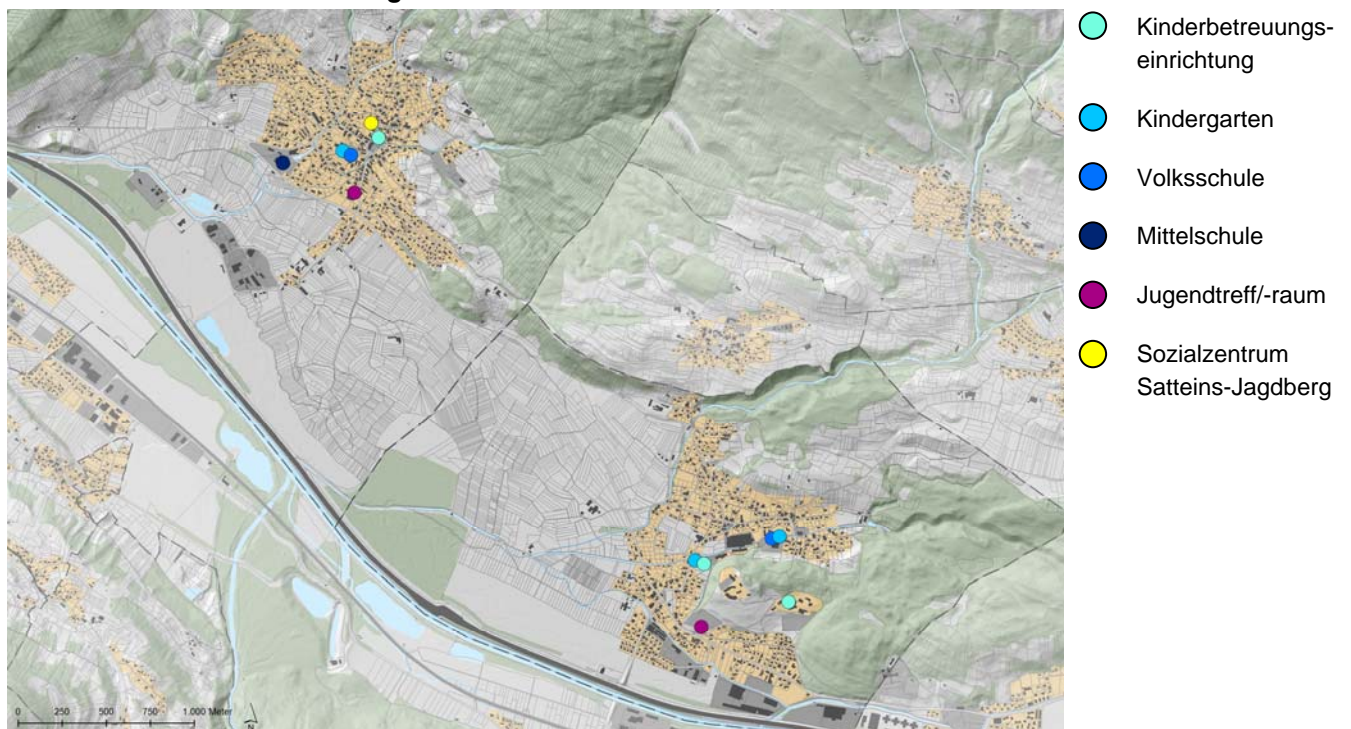 Kinderbetreuungs-
einrichtung
Kindergarten
Volksschule
Mittelschule
Jugendtreff/-raum
Sozialzentrum
Satteins-Jagdberg
0 250 500 750 1.000 Meter
N